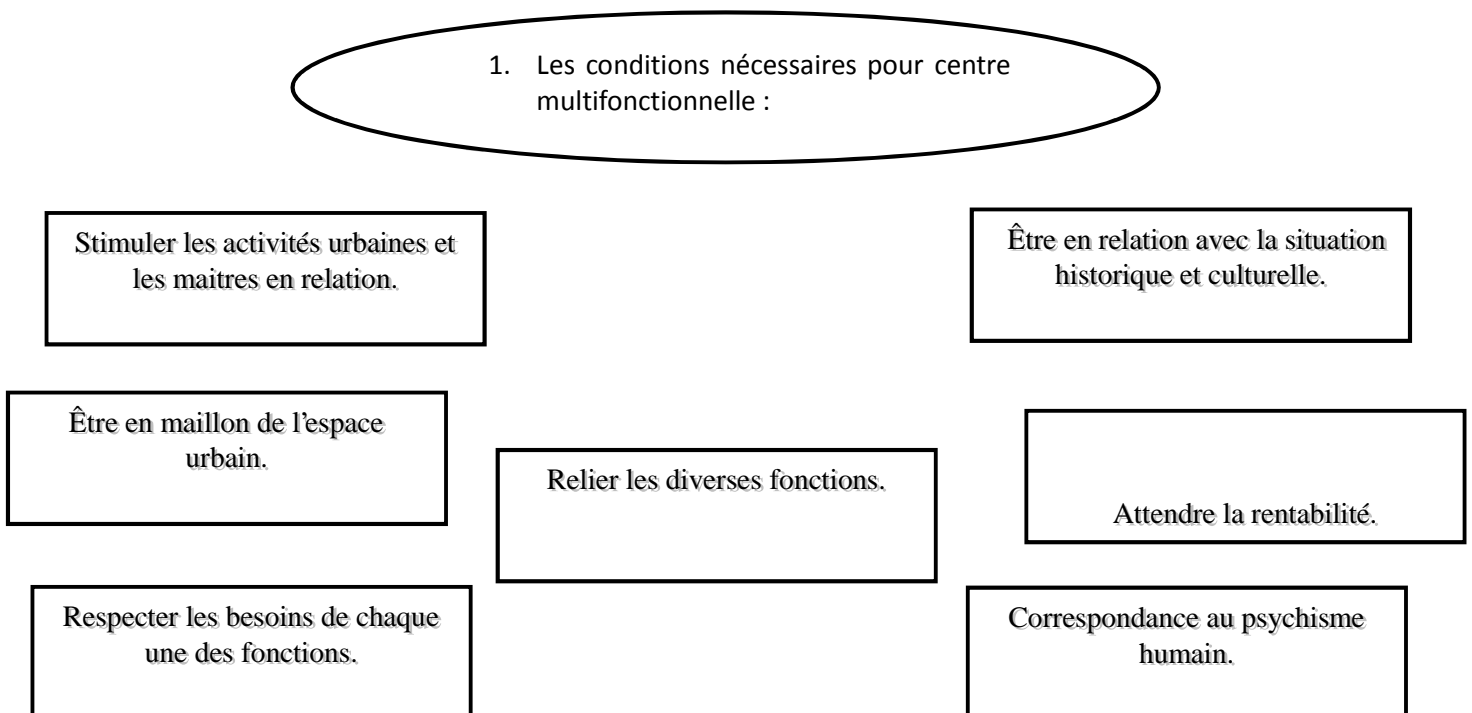 1. Les conditions nécessaires pour centre
multifonctionnelle :
Stimuler les activités urbaines et
les maitres en relation.
Être en relation avec la situation
historique et culturelle.
Être en maillon de l’espace
urbain.
Relier les diverses fonctions.
Attendre la rentabilité.
Respecter les besoins de chaque
une des fonctions.
Correspondance au psychisme
humain.